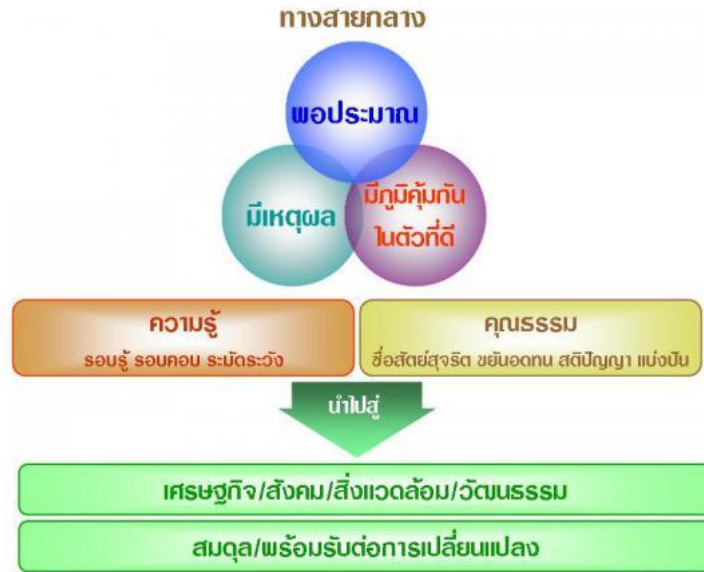 ทางสายกลาง
พอประมาณ
มีเหตุผล
มีภูมิคุ้มกัน
ในตัวที่ดี
ความรู้
รอบรู้ รอบคอบ ระมัดระวัง
คุณธรรม
ซื่อสัตย์สุจริต ขยันอดทน สติปัญญา แบ่งปัน
นำไปสู่
เศรษฐกิจ/สังคม/สิ่งแวดล้อม/วัฒนธรรม
สมดุล/พร้อมรับต่อการเปลี่ยนแปลง